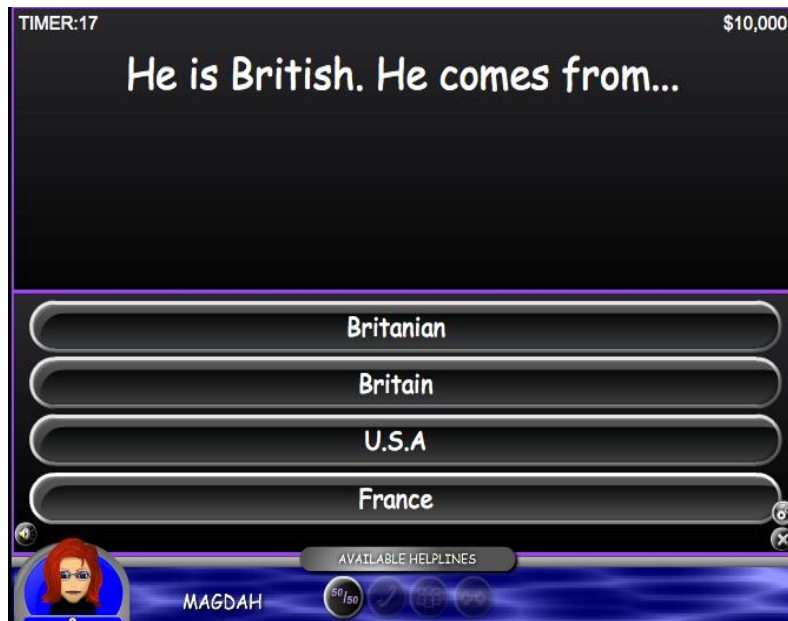 TIMER:17
$10,000
He is British. He comes from...
Britanian
Britain
U.S.A
France
AVAILABLE HELPLINES
MAGDAH
50/50